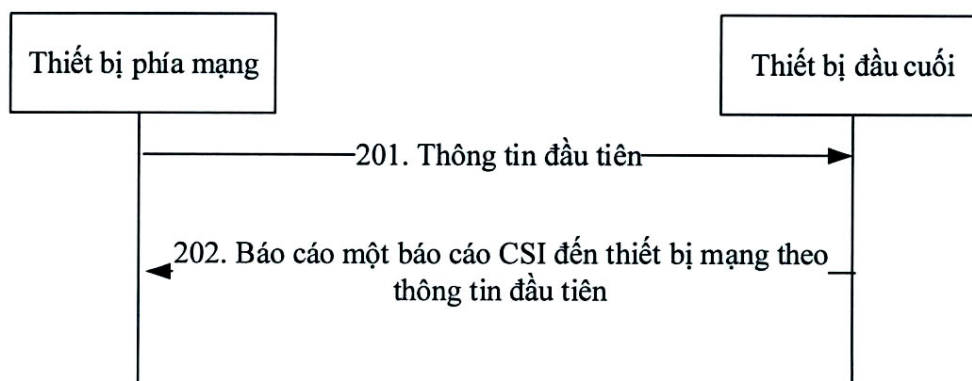 Thiết bị phía mạng
Thiết bị đầu cuối
201. Thông tin đầu tiên
202. Báo cáo một báo cáo CSI đến thiết bị mạng theo
thông tin đầu tiên